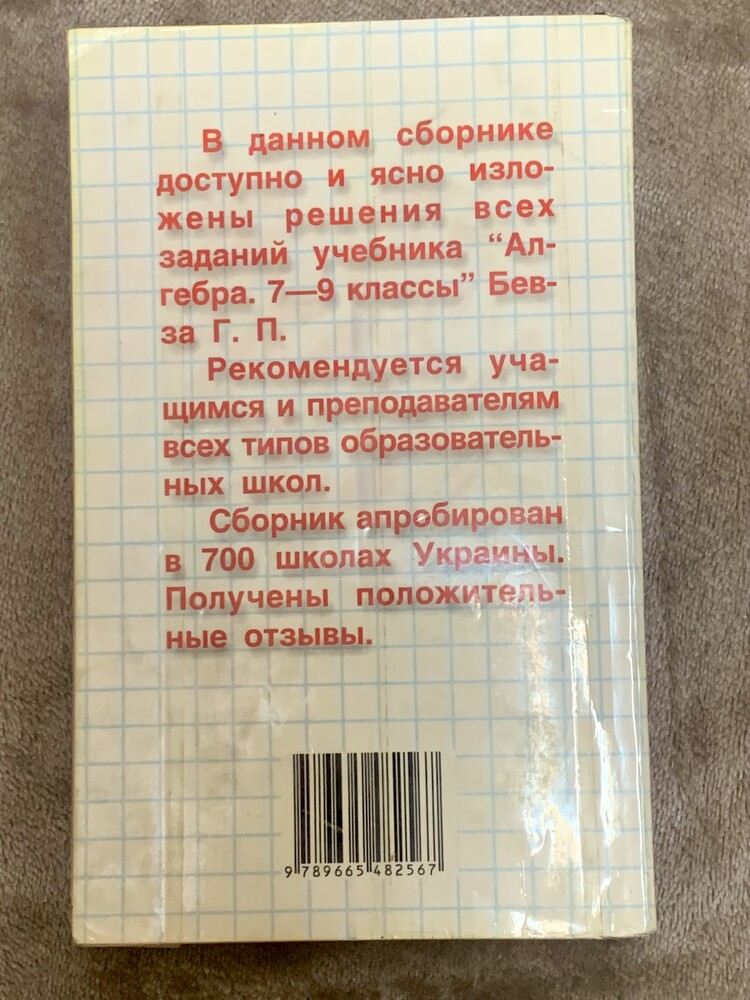 В данном сборнике
доступно и ясно изло-
жены решения всех
заданий учебника “Ал-
гебра. 7—9 классы” Бев-
за Г. П.
Рекомендуется уча-
щимся и преподавателям
всех типов образователь-
ных школ.
Сборник апробирован
в 700 школах Украины.
Получены положитель-
ные отзывы.
9 789665 482567